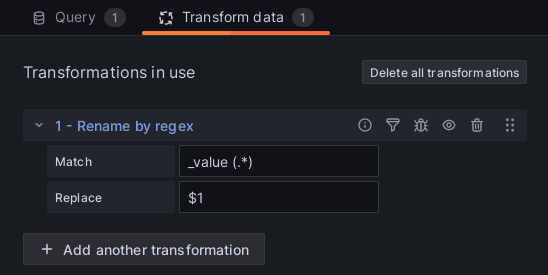 Query 1 Transform data 1
Transformations in use Delete all transformations
1 - Rename by regex
Match _value (.*)
Replace $1
+ Add another transformation